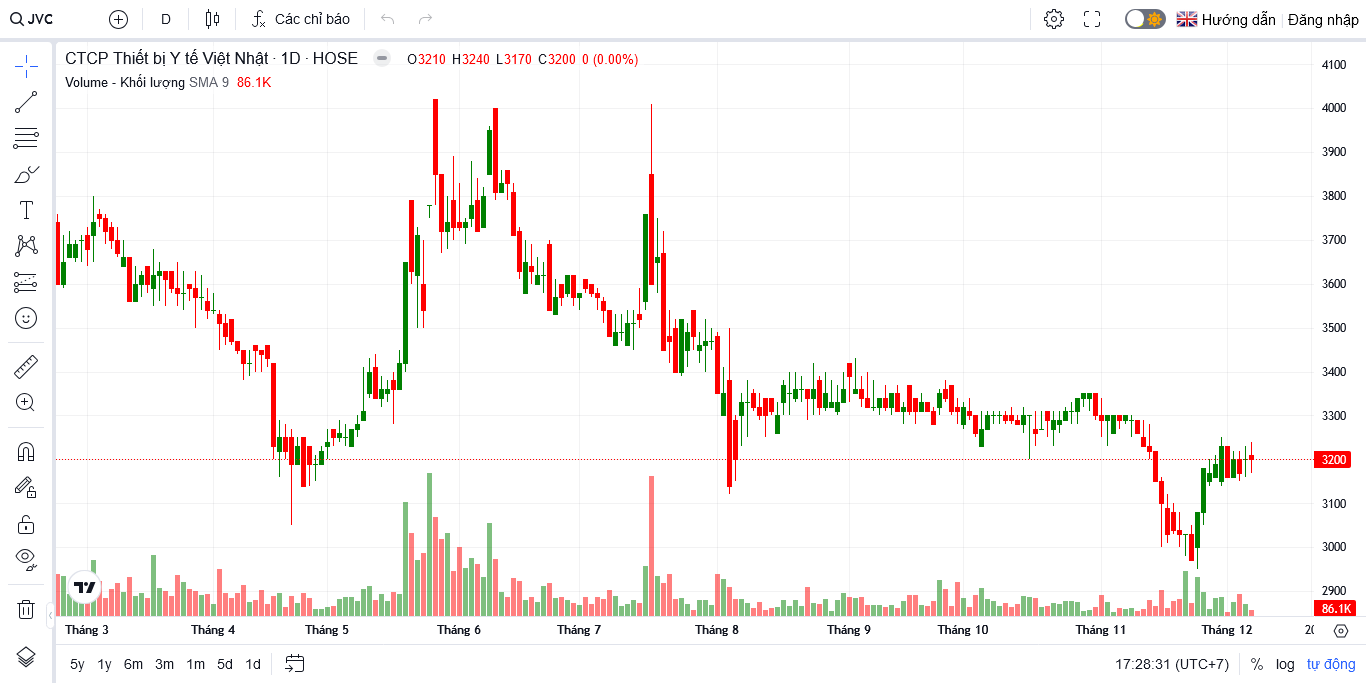 JVC D Các chỉ báo Hướng dẫn Đăng nhập
CTCP Thiết bị Y tế Việt Nhật · 1D · HOSE O3210 H3240 L3170 C3200 0 (0.00%)
Volume - Khối lượng SMA 9 86.1K
4100
4000
3900
3800
3700
3600
3500
3400
3300
3200
3100
3000
2900
86.1K
Tháng 3 Tháng 4 Tháng 5 Tháng 6 Tháng 7 Tháng 8 Tháng 9 Tháng 10 Tháng 11 Tháng 12
5y 1y 6m 3m 1m 5d 1d 17:28:31 (UTC+7) % log tự động